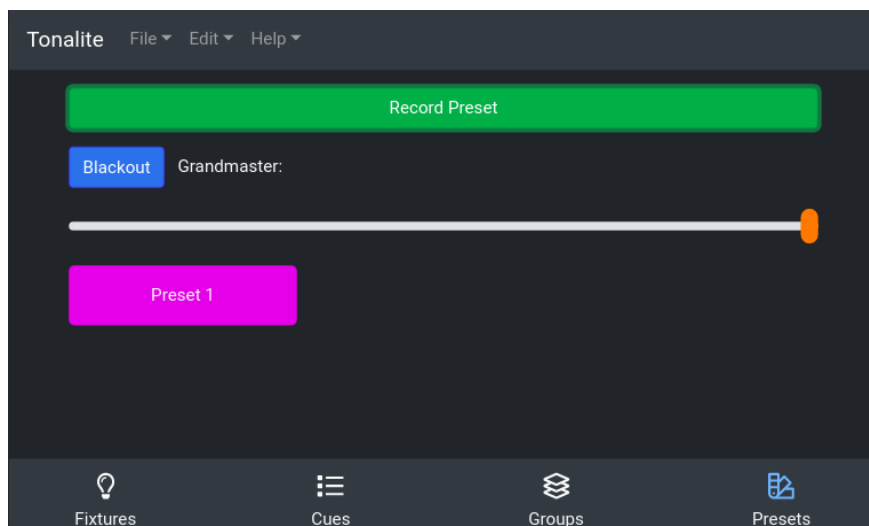 Tonalite File Edit Help
Record Preset
Blackout Grandmaster:
Preset 1
Fixtures Cues Groups Presets